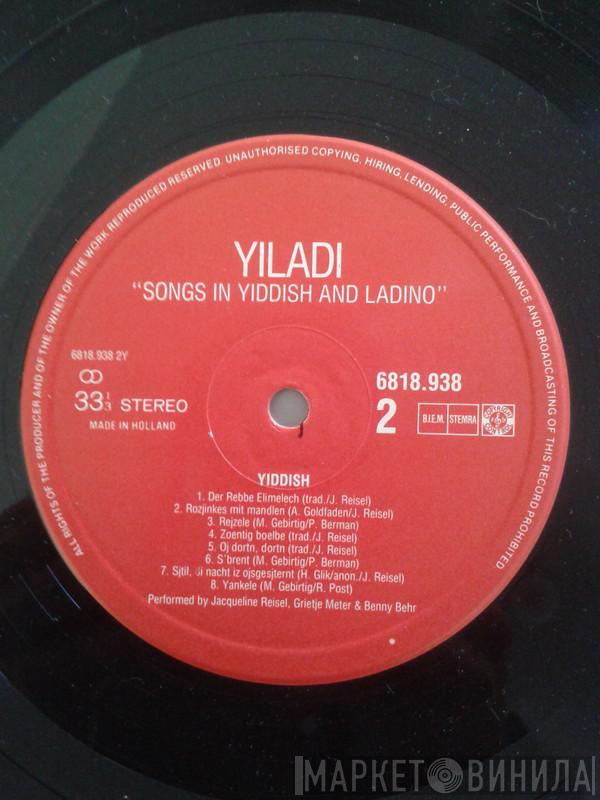 ALL RIGHTS OF THE PRODUCER AND OF THE OWNER OF THE WORK REPRODUCED RESERVED. UNAUTHORISED COPYING, HIRING, LENDING, PUBLIC PERFORMANCE AND BROADCASTING OF THIS RECORD PROHIBITED
YILADI
"SONGS IN YIDDISH AND LADINO"
6818.938 2Y
33 1/3 STEREO
MADE IN HOLLAND
6818.938
2
B.I.E.M. STEMRA COPYRIGHT CONTROL
YIDDISH
1. Der Rebbe Elimelech (trad./J. Reisel)
2. Rozjinkes mit mandlen (A. Goldfaden/J. Reisel)
3. Rejzele (M. Gebirtig/P. Berman)
4. Zoentig boelbe (trad./J. Reisel)
5. Oj dortn, dortn (trad./J. Reisel)
6. S'brent (M. Gebirtig/P. Berman)
7. Sjtil, di nacht iz ojsgesjternt (H. Glik/anon./J. Reisel)
8. Yankele (M. Gebirtig/R. Post)
Performed by Jacqueline Reisel, Grietje Meter & Benny Behr
МАРКЕТ ВИНИЛА